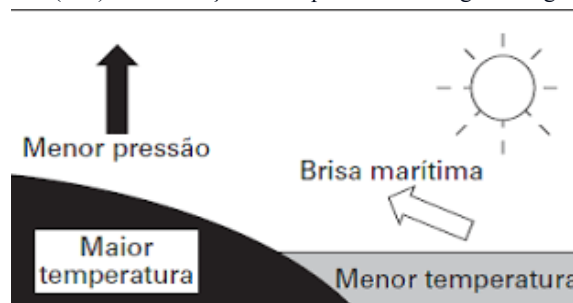 Menor pressão
Brisa marítima
Maior
temperatura
Menor temperatura